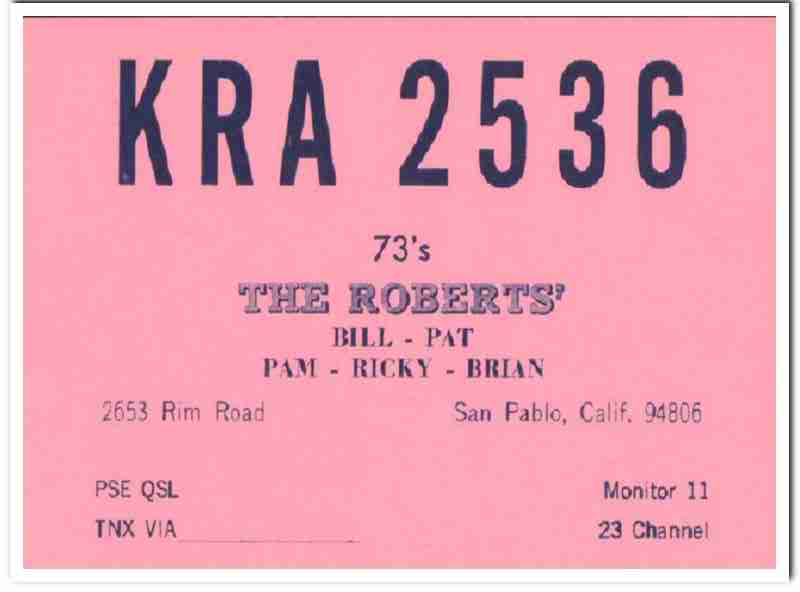 KRA 2536
73's
THE ROBERTS'
BILL - PAT
PAM - RICKY - BRIAN
2653 Rim Road San Pablo, Calif. 94806
PSE QSL Monitor 11
TNX VIA 23 Channel